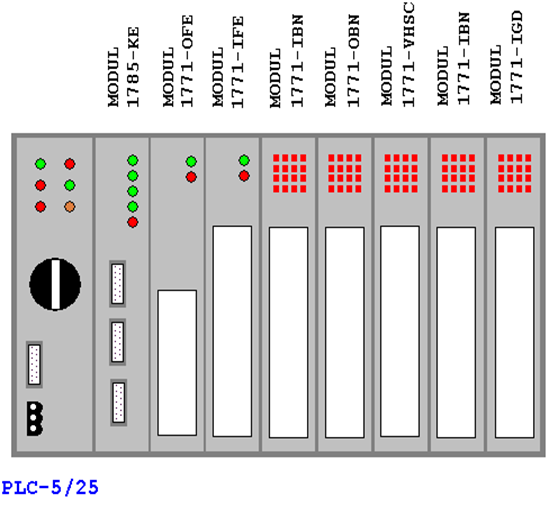 MODUL
1785-KE
MODUL
1771-OFE
MODUL
1771-IFE
MODUL
1771-IBN
MODUL
1771-OBN
MODUL
1771-VHSC
MODUL
1771-IBN
MODUL
1771-IGD
PLC-5/25